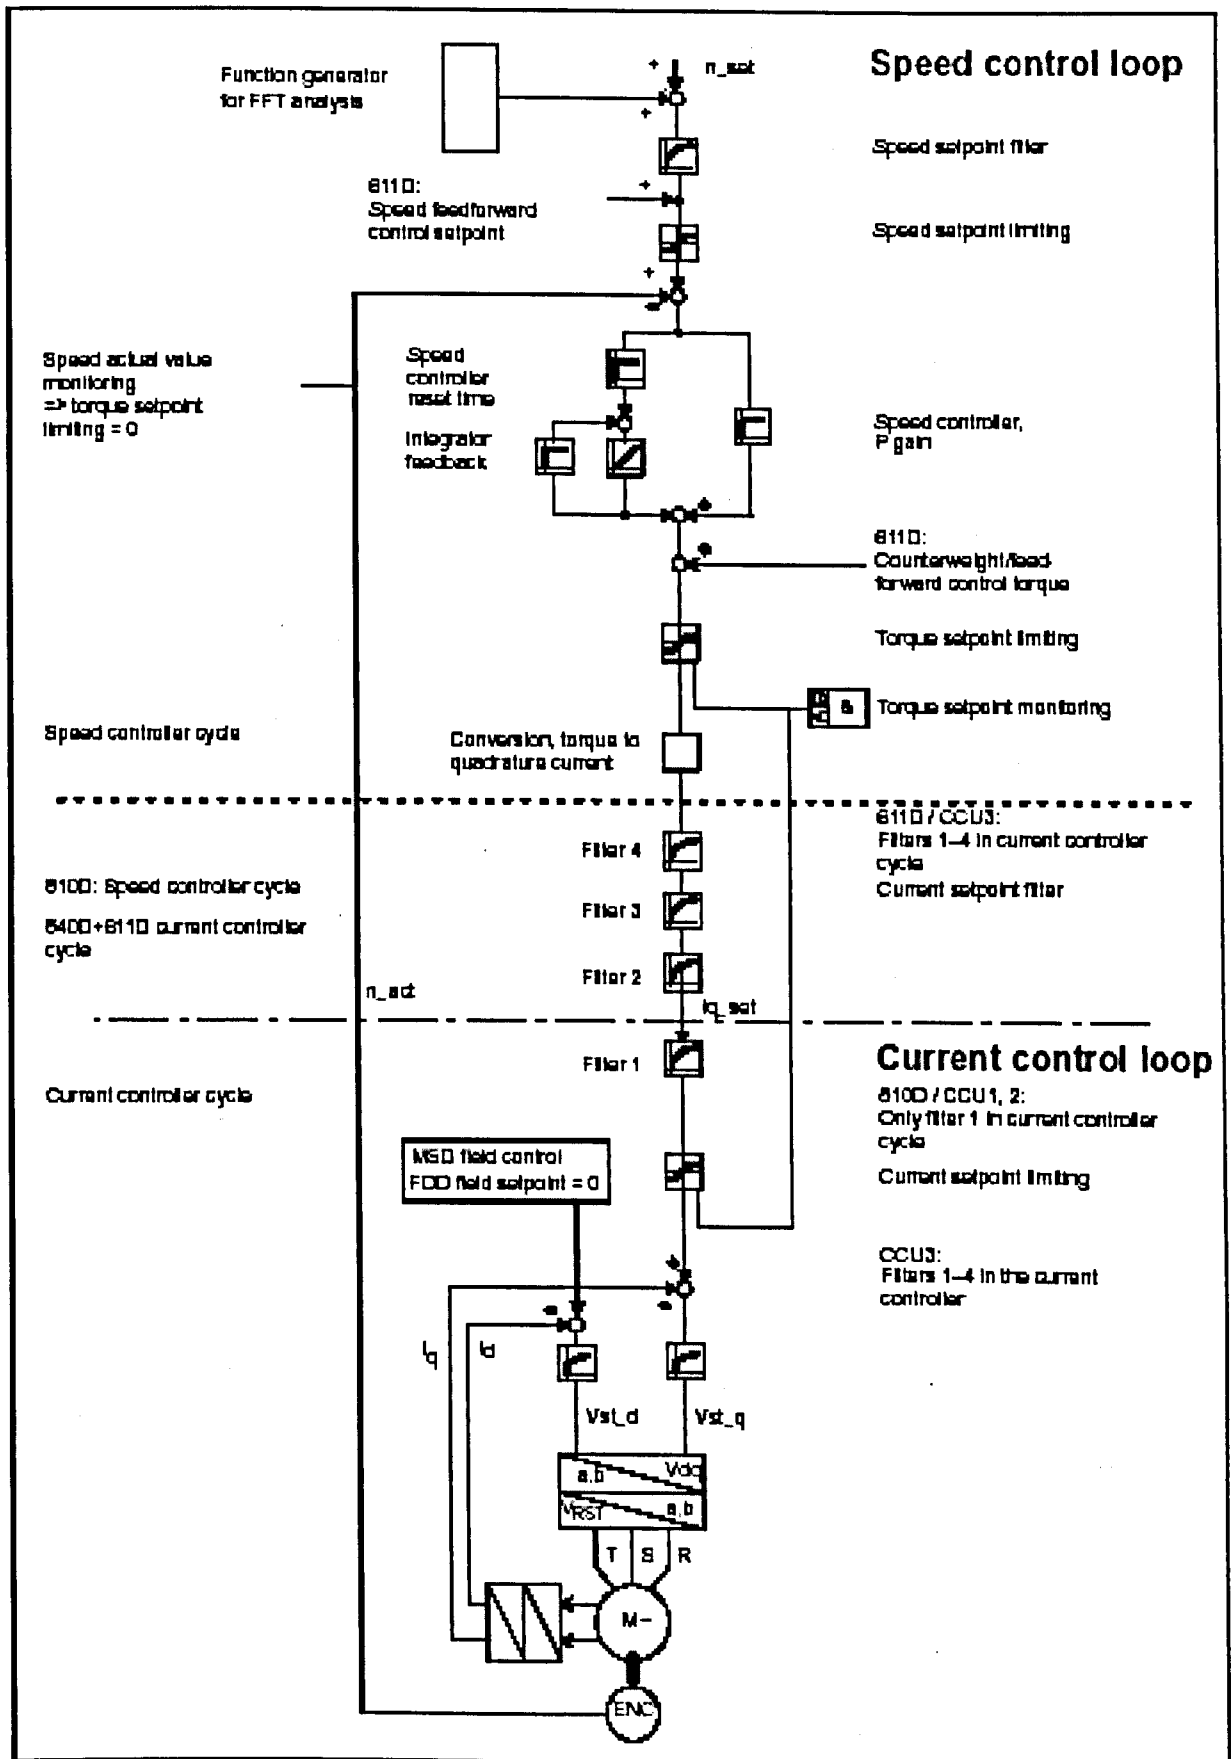 Speed control loop
n_set
+
Function generator
for FFT analysis
+
Speed setpoint filter
611D:
Speed feedforward
control setpoint
+
Speed setpoint limiting
+
-
Speed actual value
monitoring
=> torque setpoint
limiting = 0
Speed
controller
reset time
Integrator
feedback
Speed controller,
P gain
+
611D:
Counterweight/feed-
forward control torque
+
Torque setpoint limiting
&
Torque setpoint monitoring
Speed controller cycle
Conversion, torque to
quadrature current
611D / CCU3:
Filters 1–4 in current controller
cycle
Current setpoint filter
Filter 4
810D: Speed controller cycle
Filter 3
840D+611D current controller
cycle
Filter 2
n_act
Iq_set
Filter 1
Current control loop
Current controller cycle
810D / CCU1, 2:
Only filter 1 in current controller
cycle
MSD field control
FDD field setpoint = 0
Current setpoint limiting
CCU3:
Filters 1–4 in the current
controller
+
-
-
Iq
Id
Vst_d
Vst_q
a,b
Vdq
VRST
a,b
T S R
M~
ENC